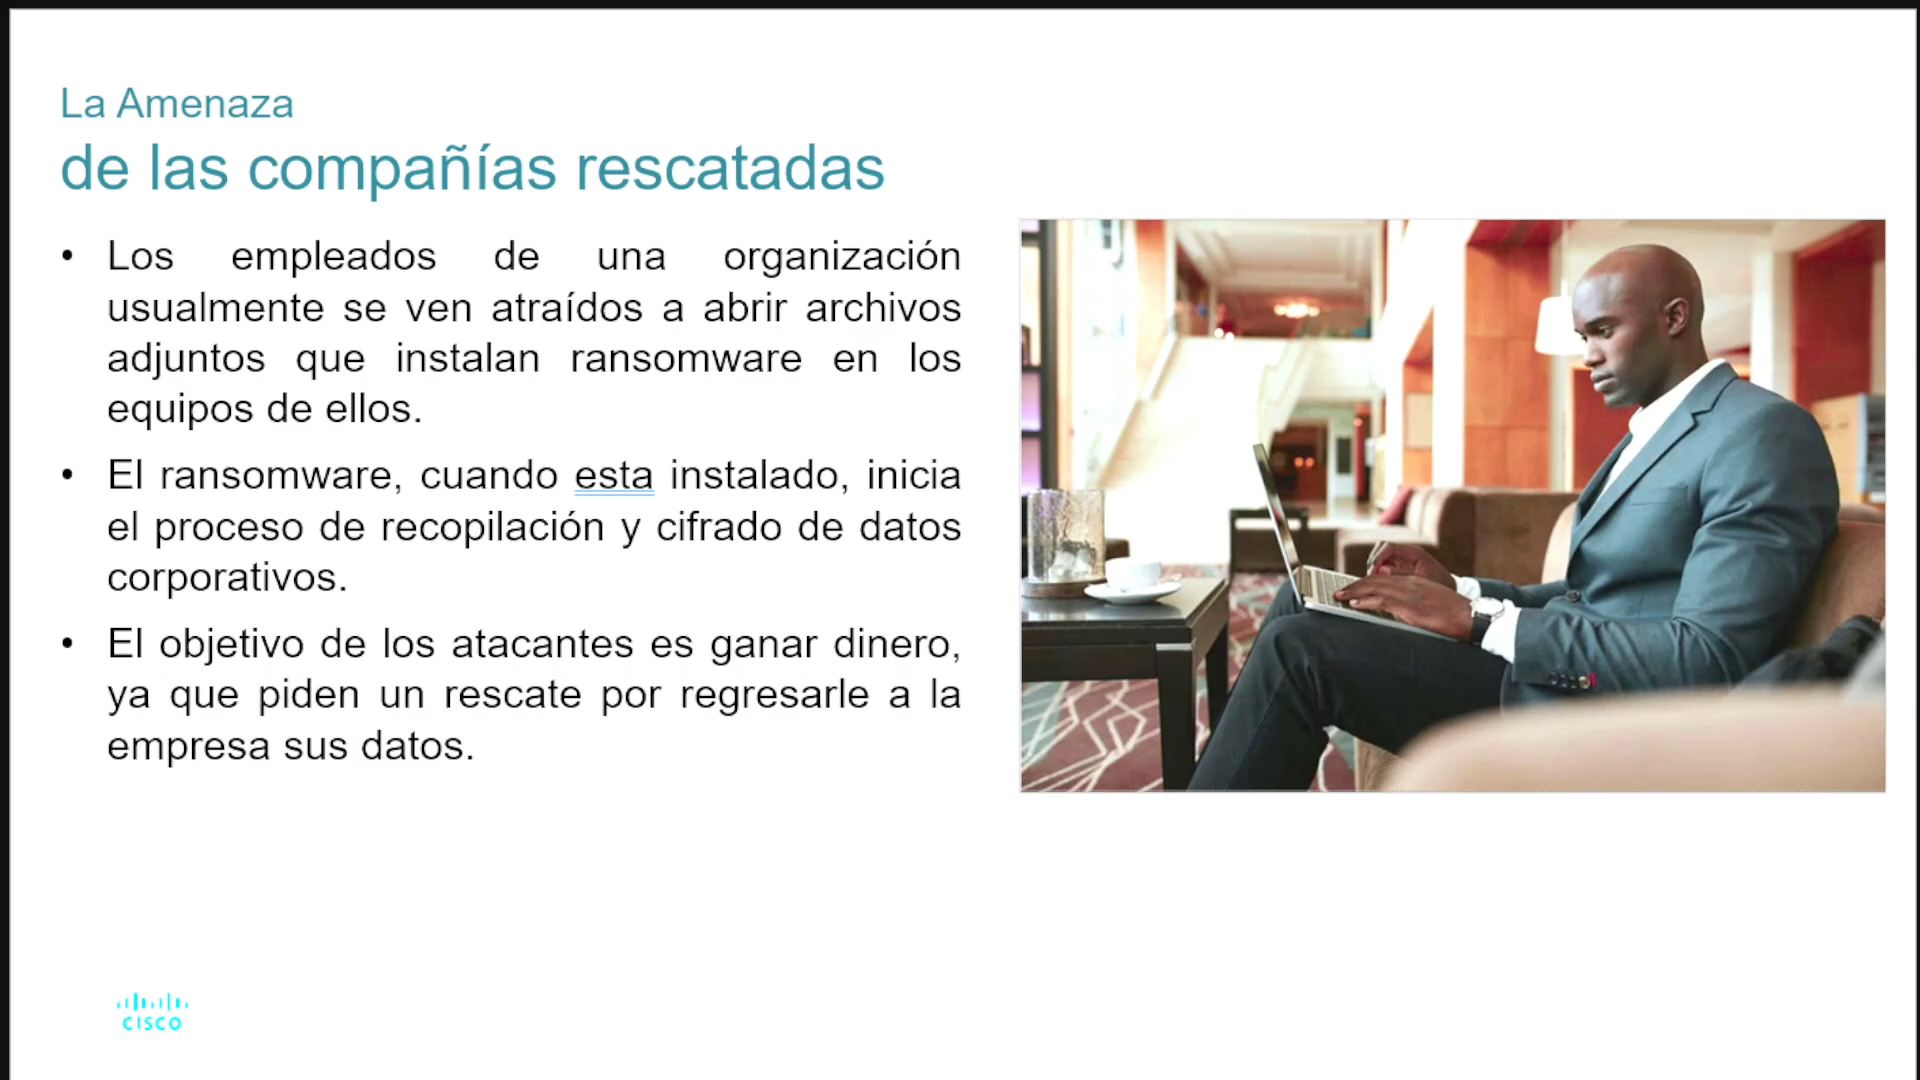 La Amenaza
de las compañías rescatadas
• Los empleados de una organización
usualmente se ven atraídos a abrir archivos
adjuntos que instalan ransomware en los
equipos de ellos.
• El ransomware, cuando esta instalado, inicia
el proceso de recopilación y cifrado de datos
corporativos.
• El objetivo de los atacantes es ganar dinero,
ya que piden un rescate por regresarle a la
empresa sus datos.
CISCO